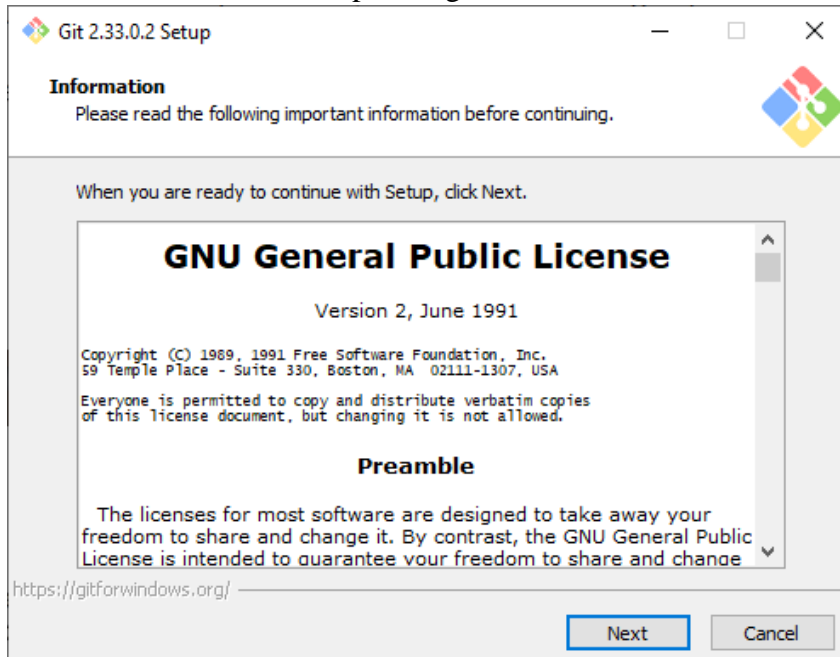 Git 2.33.0.2 Setup
Information
Please read the following important information before continuing.
When you are ready to continue with Setup, click Next.
GNU General Public License
Version 2, June 1991
Copyright (C) 1989, 1991 Free Software Foundation, Inc.
59 Temple Place - Suite 330, Boston, MA  02111-1307, USA
Everyone is permitted to copy and distribute verbatim copies
of this license document, but changing it is not allowed.
Preamble
The licenses for most software are designed to take away your
freedom to share and change it. By contrast, the GNU General Public
License is intended to guarantee your freedom to share and change
https://gitforwindows.org/
Next
Cancel